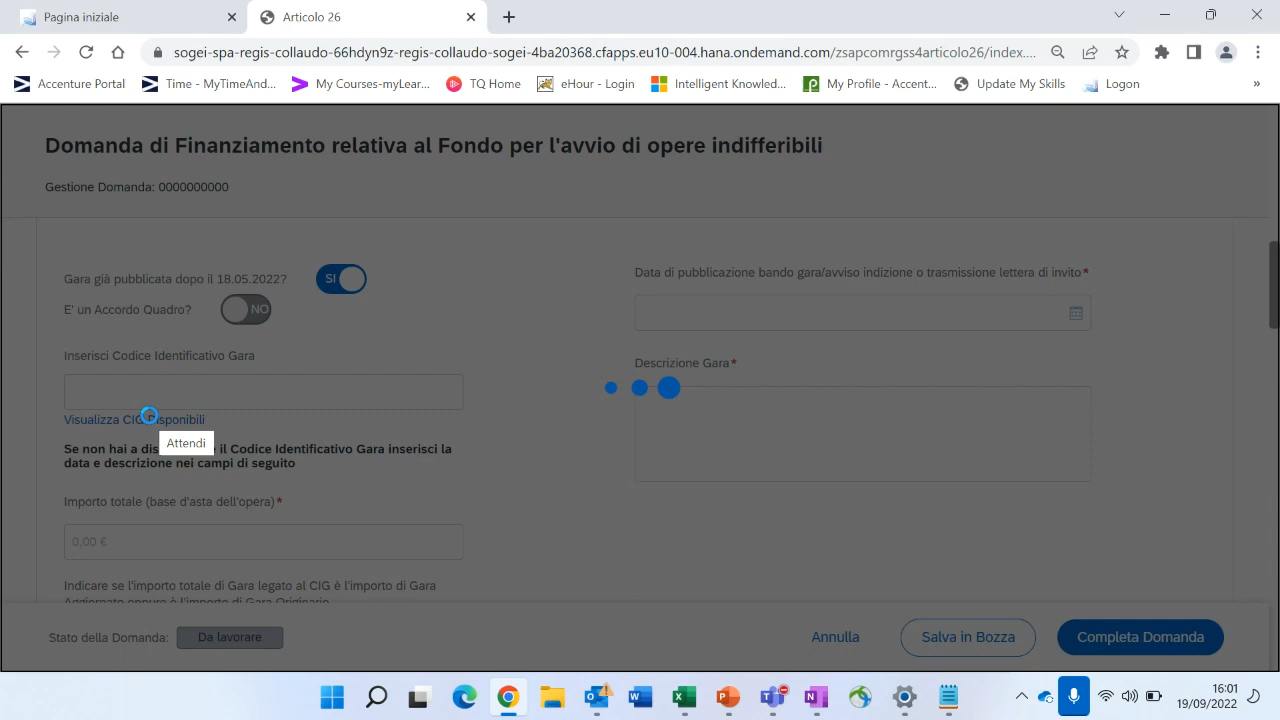 Pagina iniziale
Articolo 26
sogei-spa-regis-collaudo-66hdyn9z-regis-collaudo-sogei-4ba20368.cfapps.eu10-004.hana.ondemand.com/zsapcomrgss4articolo26/index....
Accenture Portal
Time - MyTimeAnd...
My Courses-myLear...
TQ Home
eHour - Login
Intelligent Knowled...
My Profile - Accent...
Update My Skills
Logon
»
Domanda di Finanziamento relativa al Fondo per l'avvio di opere indifferibili
Gestione Domanda: 0000000000
Gara già pubblicata dopo il 18.05.2022?
SI
E' un Accordo Quadro?
NO
Inserisci Codice Identificativo Gara
Visualizza CIG Disponibili
Attendi
Se non hai a dis il Codice Identificativo Gara inserisci la
data e descrizione nei campi di seguito
Importo totale (base d'asta dell'opera)*
0,00 €
Indicare se l'importo totale di Gara legato al CIG è l'importo di Gara
Aggiornato oppure è l'importo di Gara Originario
Data di pubblicazione bando gara/avviso indizione o trasmissione lettera di invito*
Descrizione Gara*
Stato della Domanda:
Da lavorare
Annulla
Salva in Bozza
Completa Domanda
16:01
19/09/2022